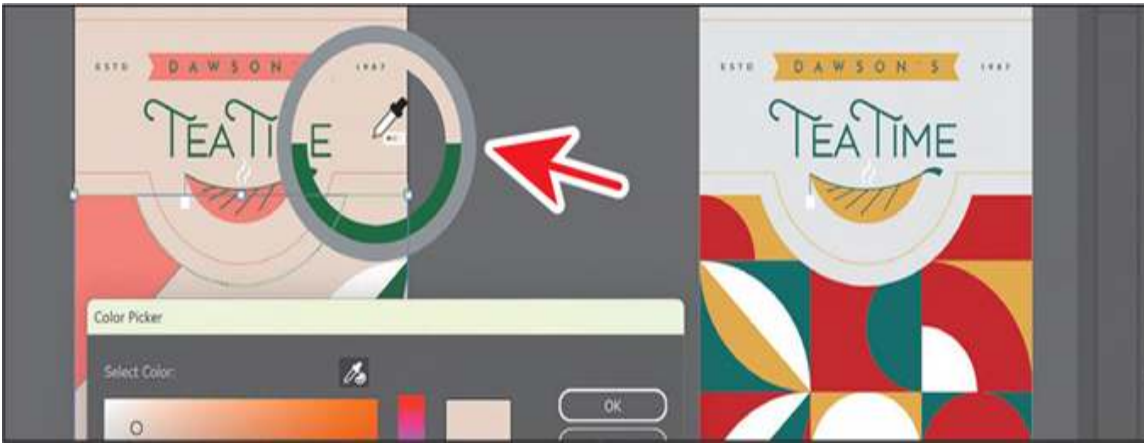 ESTD DAWSON' 1987
TEA TI E
Color Picker
Select Color:
OK
ESTD DAWSON'S 1987
TEA TIME